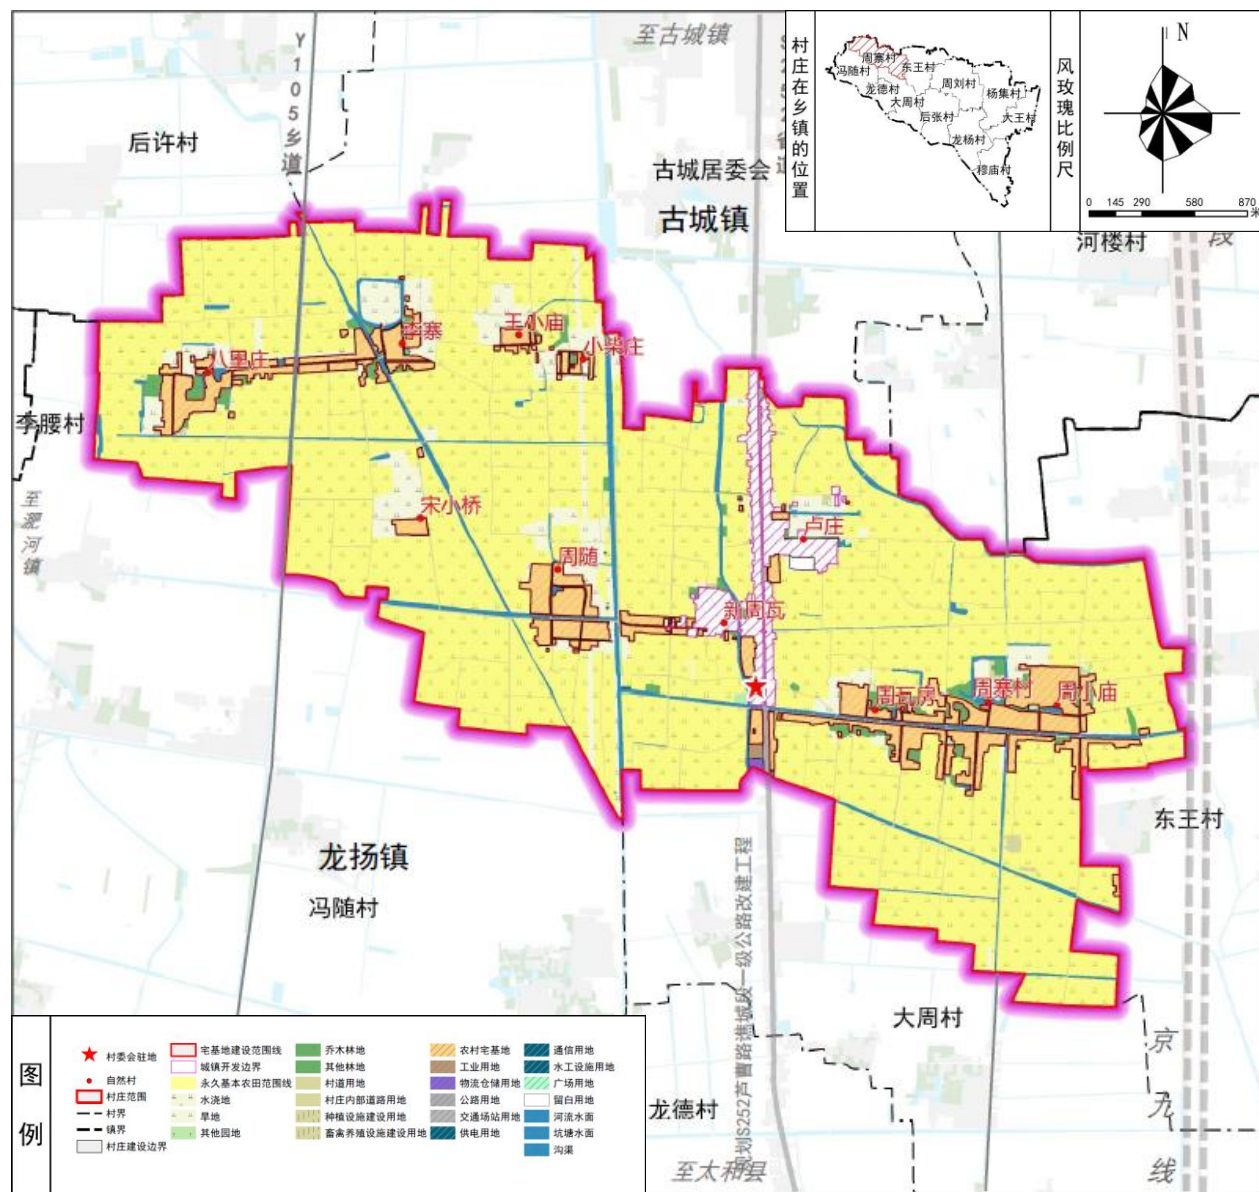 至古城镇
Y105乡道
后许村
古城居委会
古城镇
河楼村
段
村庄在乡镇的位置
周寨村
冯随村
东王村
龙德村
周刘村
杨集村
大周村
后张村
大王村
龙杨村
穆庙村
风玫瑰比例尺
N
0 145 290 580 870
米
李寨
王小庙
小柴庄
八里庄
李腰村
至淝河镇
宋小桥
卢庄
周随
新周瓦
周瓦房
周寨村
周小庙
东王村
龙扬镇
冯随村
规划S252芦曹路谯城段一级公路改建工程
大周村
龙德村
至太和县
京九线
图例
村委会驻地
自然村
村庄范围
村界
镇界
村庄建设边界
宅基地建设范围线
城镇开发边界
永久基本农田范围线
水浇地
旱地
其他园地
乔木林地
其他林地
村道用地
村庄内部道路用地
种植设施建设用地
畜禽养殖设施建设用地
农村宅基地
工业用地
物流仓储用地
公路用地
交通场站用地
供电用地
通信用地
水工设施用地
广场用地
留白用地
河流水面
坑塘水面
沟渠